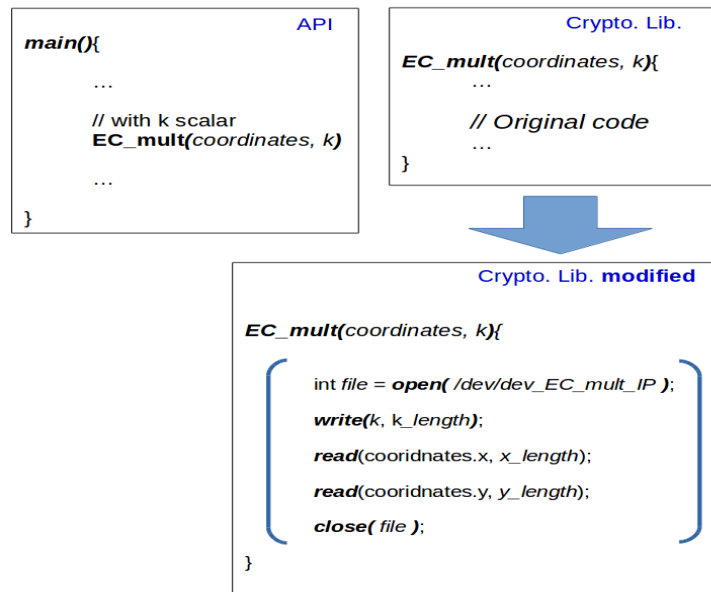 API
main(){
...
// with k scalar
EC_mult(coordinates, k)
...
}
Crypto. Lib.
EC_mult(coordinates, k){
...
// Original code
...
}
Crypto. Lib. modified
EC_mult(coordinates, k){
int file = open( /dev/dev_EC_mult_IP );
write(k, k_length);
read(cooridnates.x, x_length);
read(cooridnates.y, y_length);
close( file );
}